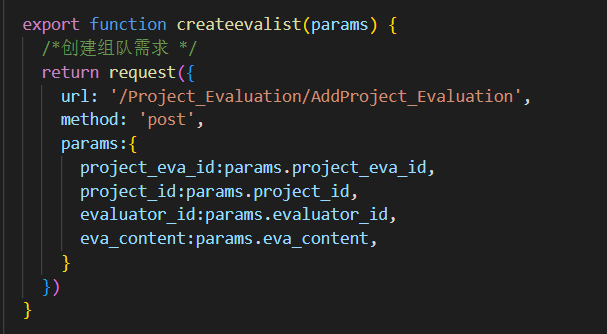 export function createevalist(params) {
/*创建组队需求 */
return request({
url: '/Project_Evaluation/AddProject_Evaluation',
method: 'post',
params:{
project_eva_id:params.project_eva_id,
project_id:params.project_id,
evaluator_id:params.evaluator_id,
eva_content:params.eva_content,
}
})
}